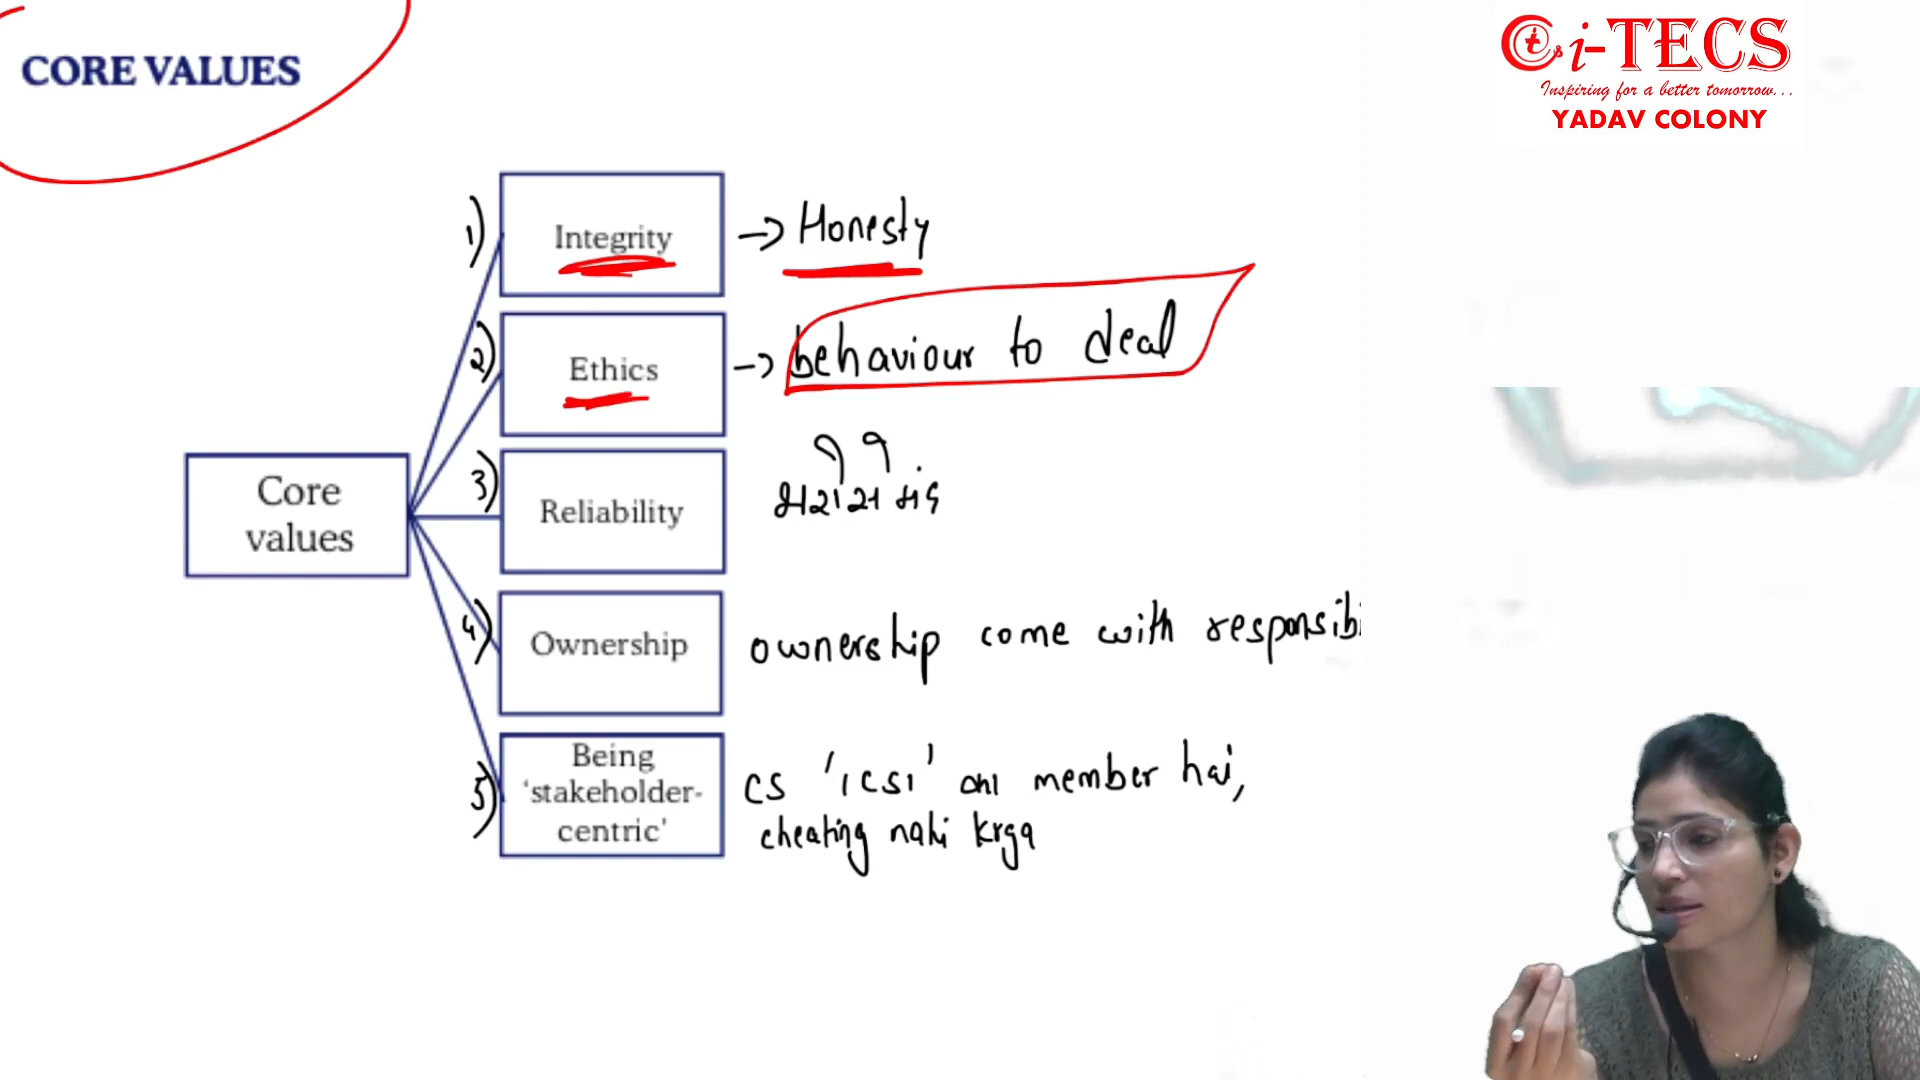 CORE VALUES
i-TECS
Inspiring for a better tomorrow...
YADAV COLONY
Core
values
1) Integrity → Honesty
2) Ethics → behaviour to deal
3) Reliability
4) Ownership ownership come with responsibi
5) Being
'stakeholder-
centric'
CS 'ICSI' का member hai,
cheating nahi krga